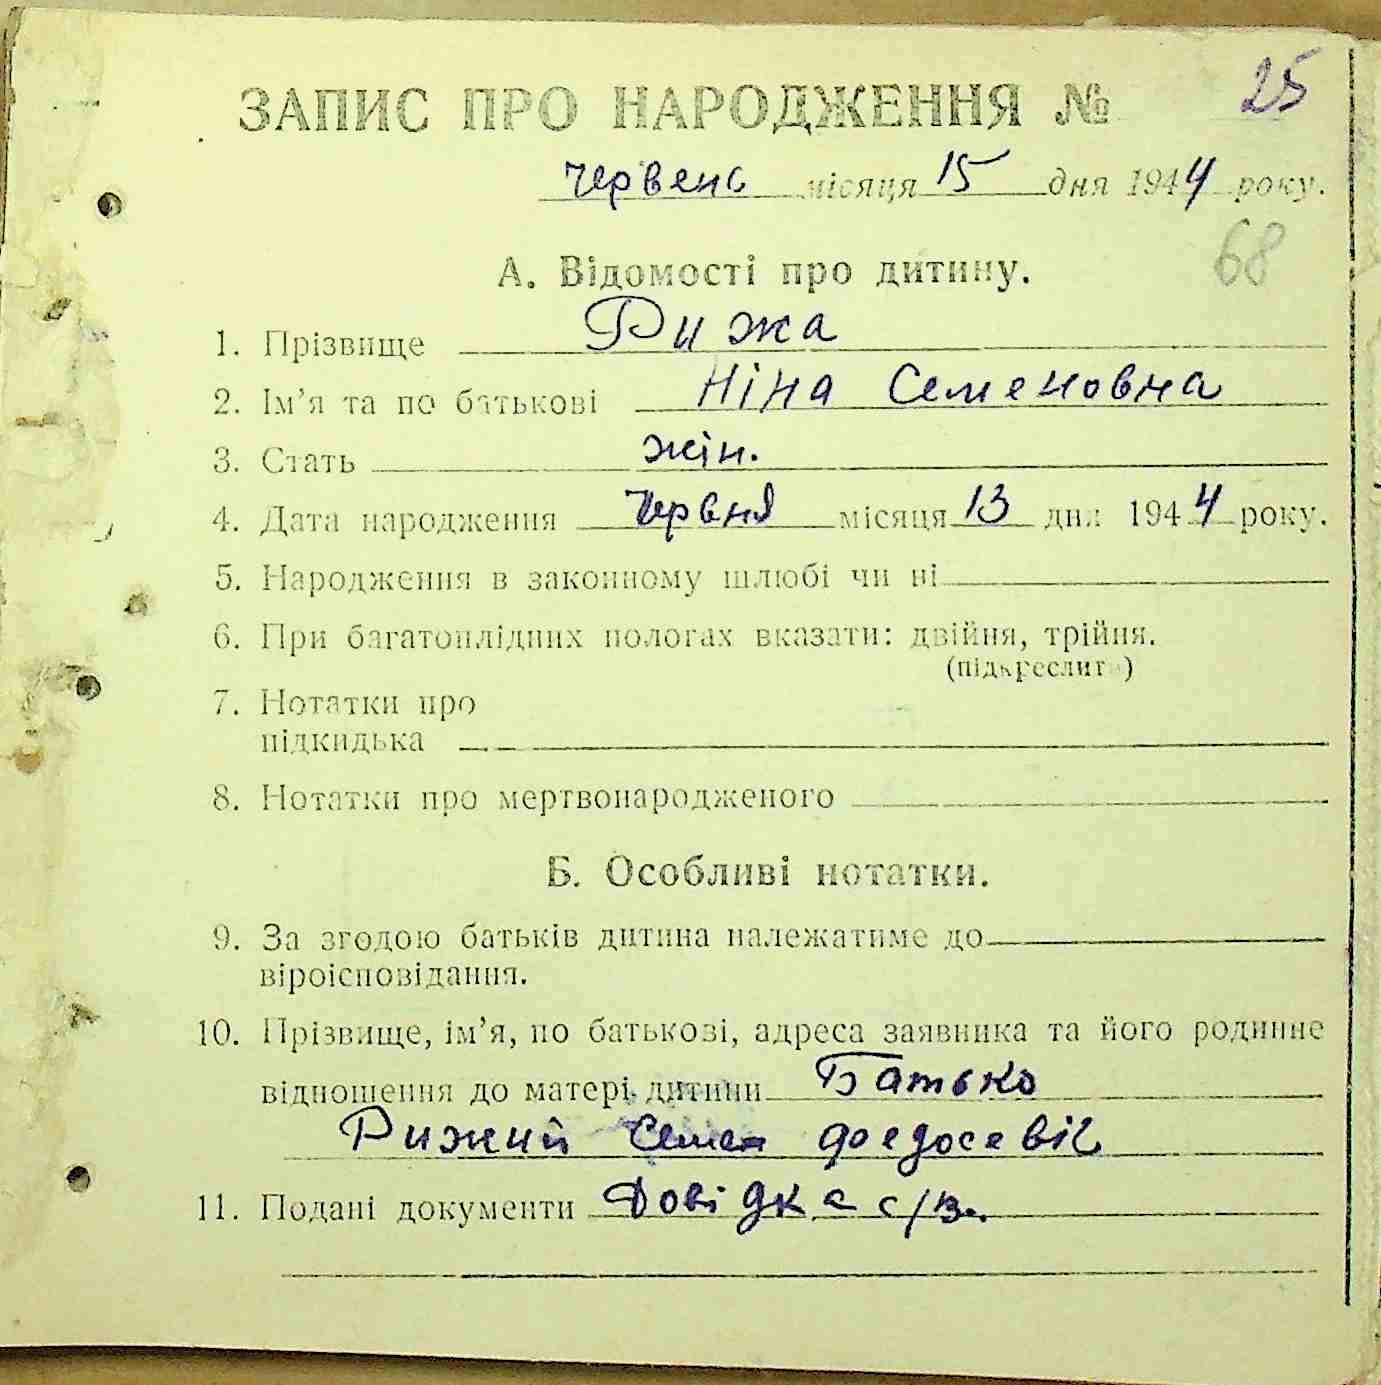 ЗАПИС ПРО НАРОДЖЕННЯ № 25
червень місяця 15 дня 1944 року.
68
А. Відомості про дитину.
1. Прізвище Рижа
2. Ім’я та по батькові Ніна Семеновна
3. Стать жін.
4. Дата народження червня місяця 13 дня 1944 року.
5. Народження в законному шлюбі чи ні
6. При багатоплідних пологах вказати: двійня, трійня.
(підкреслити)
7. Нотатки про
підкидька
8. Нотатки про мертвонародженого
Б. Особливі нотатки.
9. За згодою батьків дитина належатиме до
віроісповідання.
10. Прізвище, ім’я, по батькові, адреса заявника та його родинне
відношення до матері дитини Батько
Рижий Семен Федосевіч
11. Подані документи Довідка с/в.